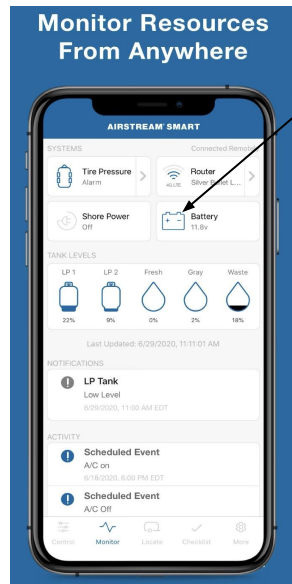 Monitor Resources
From Anywhere
AIRSTREAM SMART
SYSTEMS Connected Remotely
Tire Pressure
Alarm
4G LTE
Router
Silver Bullet L...
Shore Power
Off
Battery
11.8v
TANK LEVELS
LP 1 LP 2 Fresh Gray Waste
22% 9% 0% 2% 18%
Last Updated: 6/29/2020, 11:11:01 AM
NOTIFICATIONS
LP Tank
Low Level
6/29/2020, 11:00 AM EDT
ACTIVITY
Scheduled Event
A/C on
6/18/2020, 6:00 PM EDT
Scheduled Event
A/C Off
Control Monitor Locate Checklist More